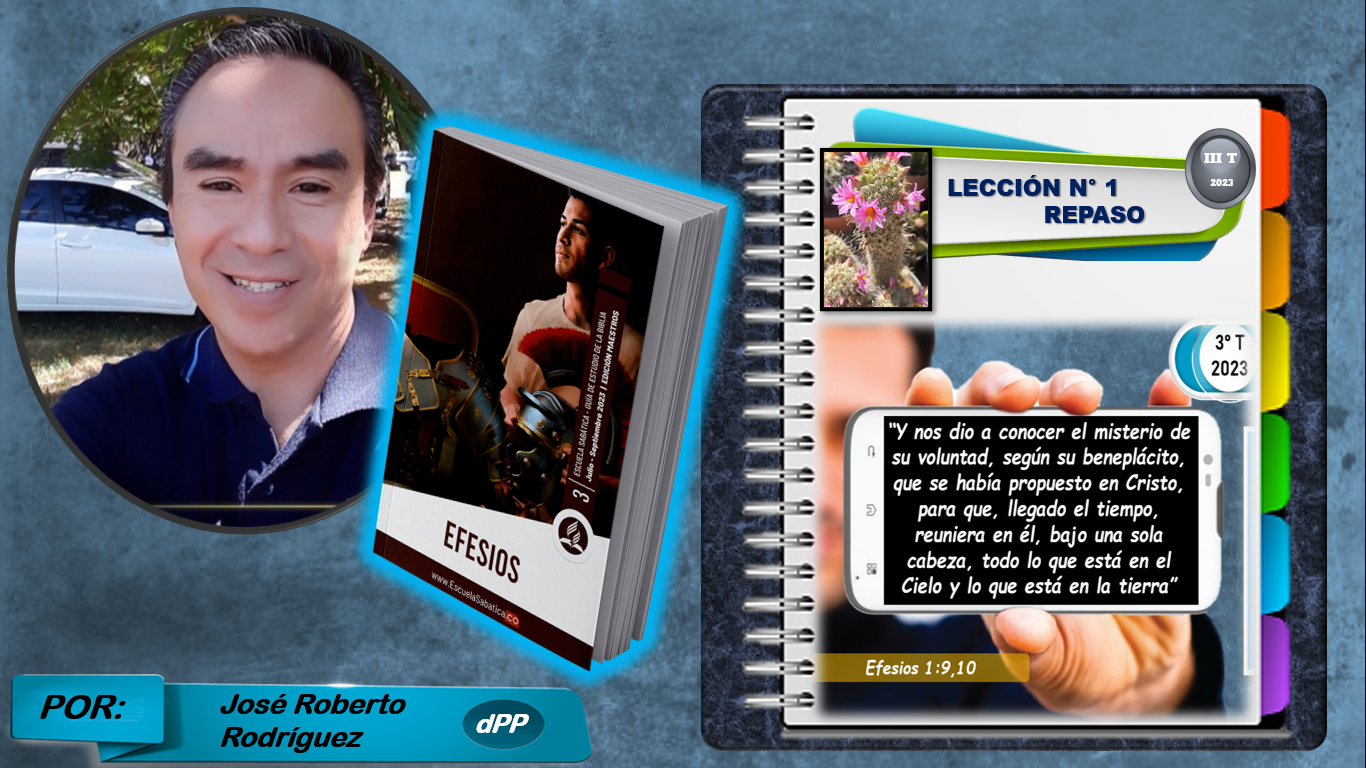 LECCIÓN N° 1
REPASO
III T
2023
3° T
2023
“Y nos dio a conocer el misterio de
su voluntad, según su beneplácito,
que se había propuesto en Cristo,
para que, llegado el tiempo,
reuniera en él, bajo una sola
cabeza, todo lo que está en el
Cielo y lo que está en la tierra”
Efesios 1:9,10
3
ESCUELA SABÁTICA - GUÍA DE ESTUDIO DE LA BIBLIA
Julio - Septiembre 2023 | EDICIÓN MAESTROS
EFESIOS
www.EscuelaSabatica.co
POR:
José Roberto
Rodríguez
dPP